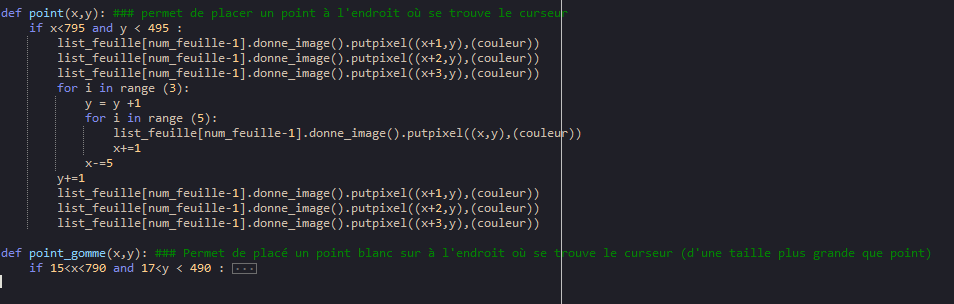 def point(x,y): ### permet de placer un point à l'endroit où se trouve le curseur
    if x<795 and y < 495 :
        list_feuille[num_feuille-1].donne_image().putpixel((x+1,y),(couleur))
        list_feuille[num_feuille-1].donne_image().putpixel((x+2,y),(couleur))
        list_feuille[num_feuille-1].donne_image().putpixel((x+3,y),(couleur))
        for i in range (3):
            y = y +1
            for i in range (5):
                list_feuille[num_feuille-1].donne_image().putpixel((x,y),(couleur))
                x+=1
            x-=5
        y+=1
        list_feuille[num_feuille-1].donne_image().putpixel((x+1,y),(couleur))
        list_feuille[num_feuille-1].donne_image().putpixel((x+2,y),(couleur))
        list_feuille[num_feuille-1].donne_image().putpixel((x+3,y),(couleur))
def point_gomme(x,y): ### Permet de placé un point blanc sur à l'endroit où se trouve le curseur (d'une taille plus grande que point)
    if 15<x<790 and 17<y < 490 : ...